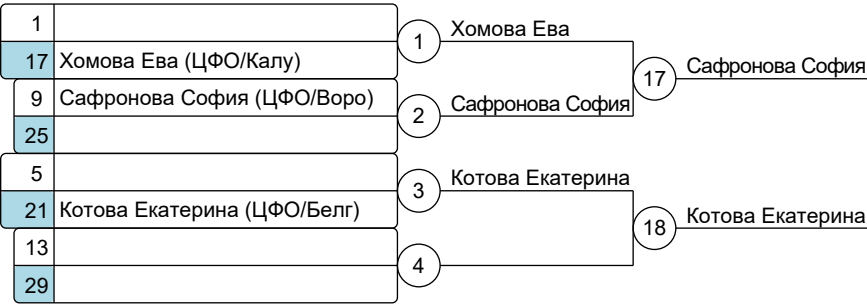 1
17 Хомова Ева (ЦФО/Калу)
9 Сафронова София (ЦФО/Воро)
25
5
21 Котова Екатерина (ЦФО/Белг)
13
29
1 Хомова Ева
2 Сафронова София
3 Котова Екатерина
4
17 Сафронова София
18 Котова Екатерина